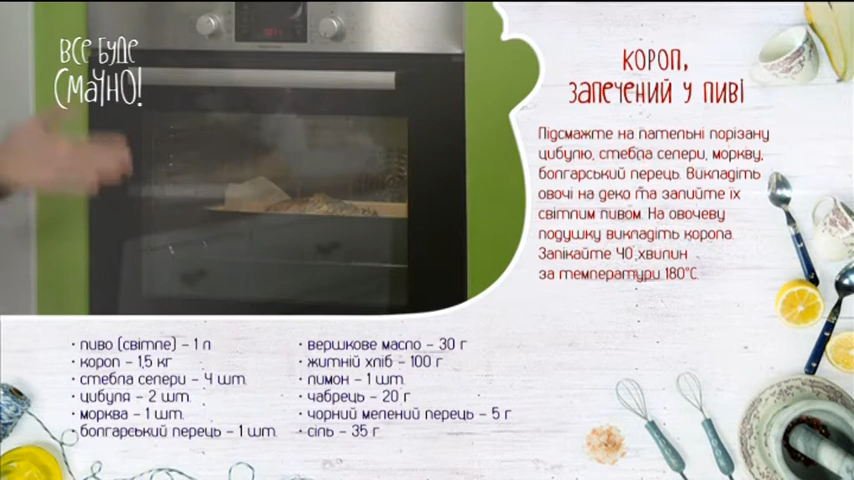 ВСЕ БУДЕ
СМАЧНО!
КОРОП,
ЗАПЕЧЕНИЙ У ПИВІ
Підсмажте на пательні порізану
цибулю, стебла селери, моркву,
болгарський перець. Викладіть
овочі на деко та залийте їх
світлим пивом. На овочеву
подушку викладіть коропа.
Запікайте 40 хвилин
за температури 180°С.
• пиво (світле) – 1 л
• короп – 1,5 кг
• стебла селери – 4 шт.
• цибуля – 2 шт.
• морква – 1 шт.
• болгарський перець – 1 шт.
• вершкове масло – 30 г
• житній хліб – 100 г
• лимон – 1 шт.
• чабрець – 20 г
• чорний мелений перець – 5 г
• сіль – 35 г